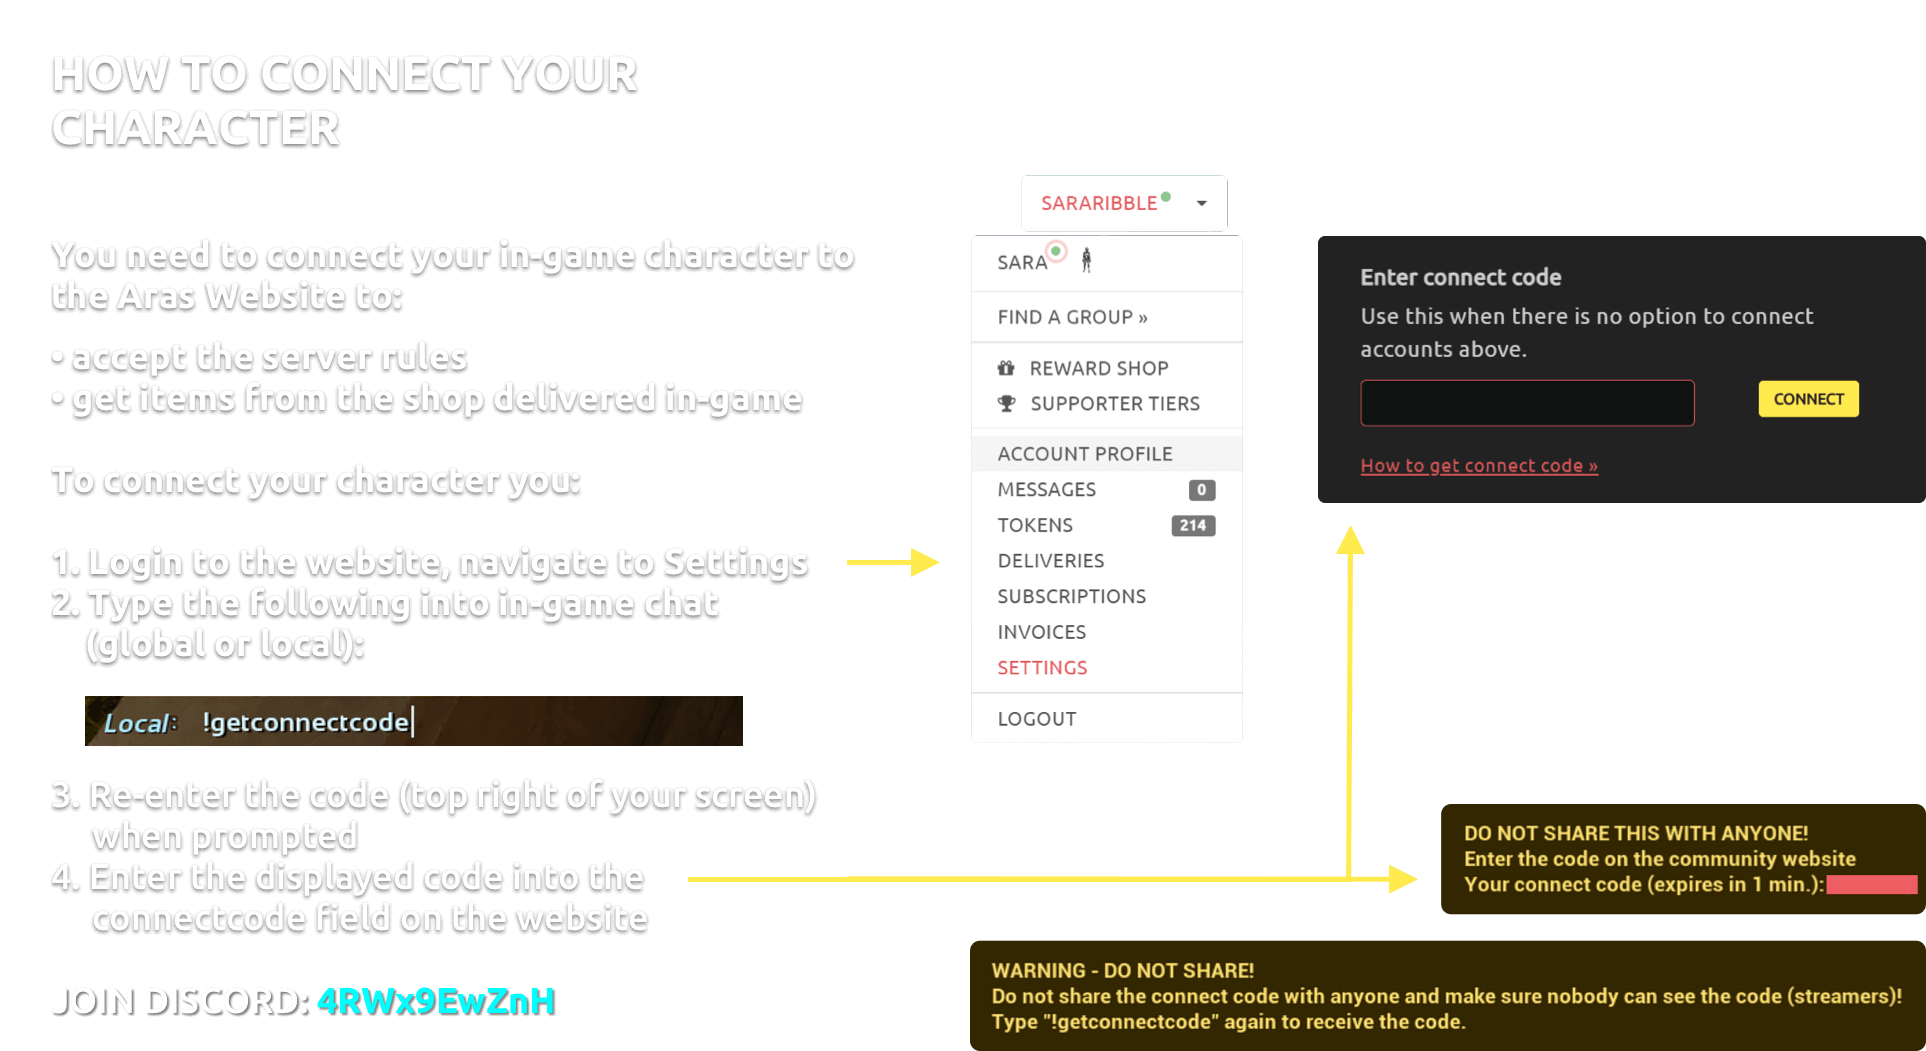 HOW TO CONNECT YOUR
CHARACTER
You need to connect your in-game character to
the Aras Website to:
• accept the server rules
• get items from the shop delivered in-game
To connect your character you:
1. Login to the website, navigate to Settings
2. Type the following into in-game chat
(global or local):
Local: !getconnectcode
3. Re-enter the code (top right of your screen)
when prompted
4. Enter the displayed code into the
connectcode field on the website
JOIN DISCORD: 4RWx9EwZnH
SARARIBBLE
SARA
FIND A GROUP »
REWARD SHOP
SUPPORTER TIERS
ACCOUNT PROFILE
MESSAGES 0
TOKENS 214
DELIVERIES
SUBSCRIPTIONS
INVOICES
SETTINGS
LOGOUT
Enter connect code
Use this when there is no option to connect
accounts above.
CONNECT
How to get connect code »
DO NOT SHARE THIS WITH ANYONE!
Enter the code on the community website
Your connect code (expires in 1 min.):
WARNING - DO NOT SHARE!
Do not share the connect code with anyone and make sure nobody can see the code (streamers)!
Type "!getconnectcode" again to receive the code.